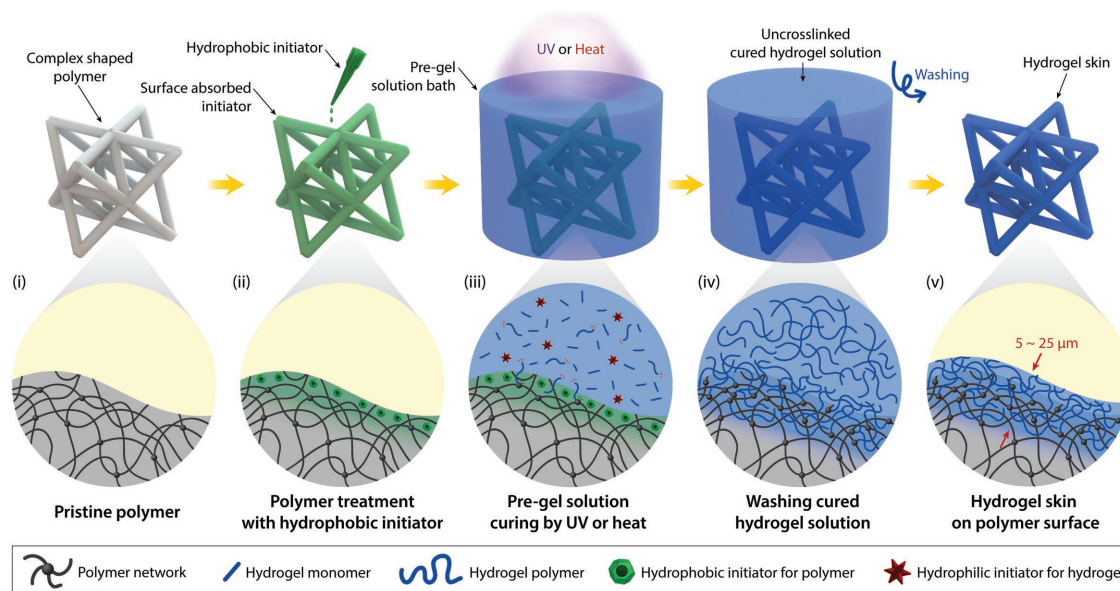 Complex shaped
polymer
Hydrophobic initiator
Surface absorbed
initiator
Pre-gel
solution bath
UV or Heat
Uncrosslinked
cured hydrogel solution
Washing
Hydrogel skin
(i)
(ii)
(iii)
(iv)
(v)
5 ~ 25 µm
Pristine polymer
Polymer treatment
with hydrophobic initiator
Pre-gel solution
curing by UV or heat
Washing cured
hydrogel solution
Hydrogel skin
on polymer surface
Polymer network
Hydrogel monomer
Hydrogel polymer
Hydrophobic initiator for polymer
Hydrophilic initiator for hydrogel